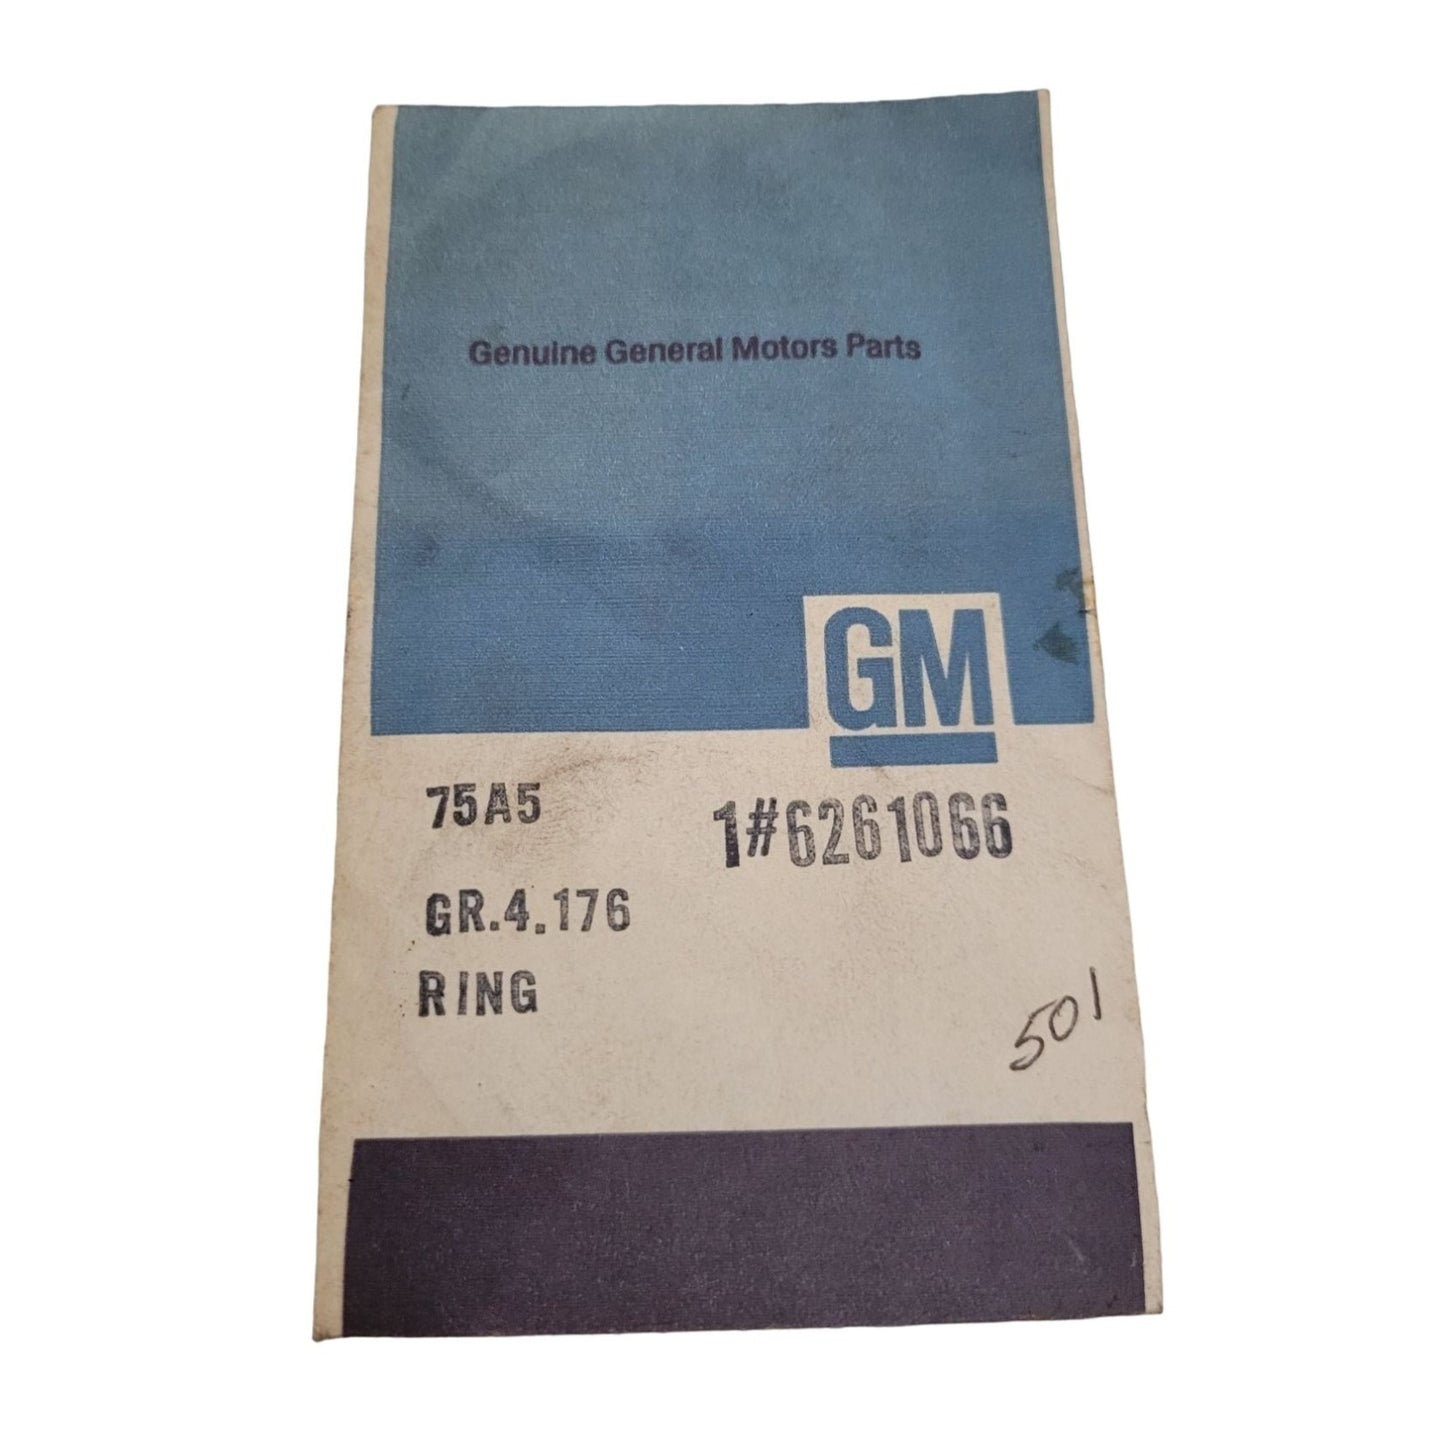 Genuine General Motors Parts
GM
75A5
1#6261066
GR.4.176
RING
501